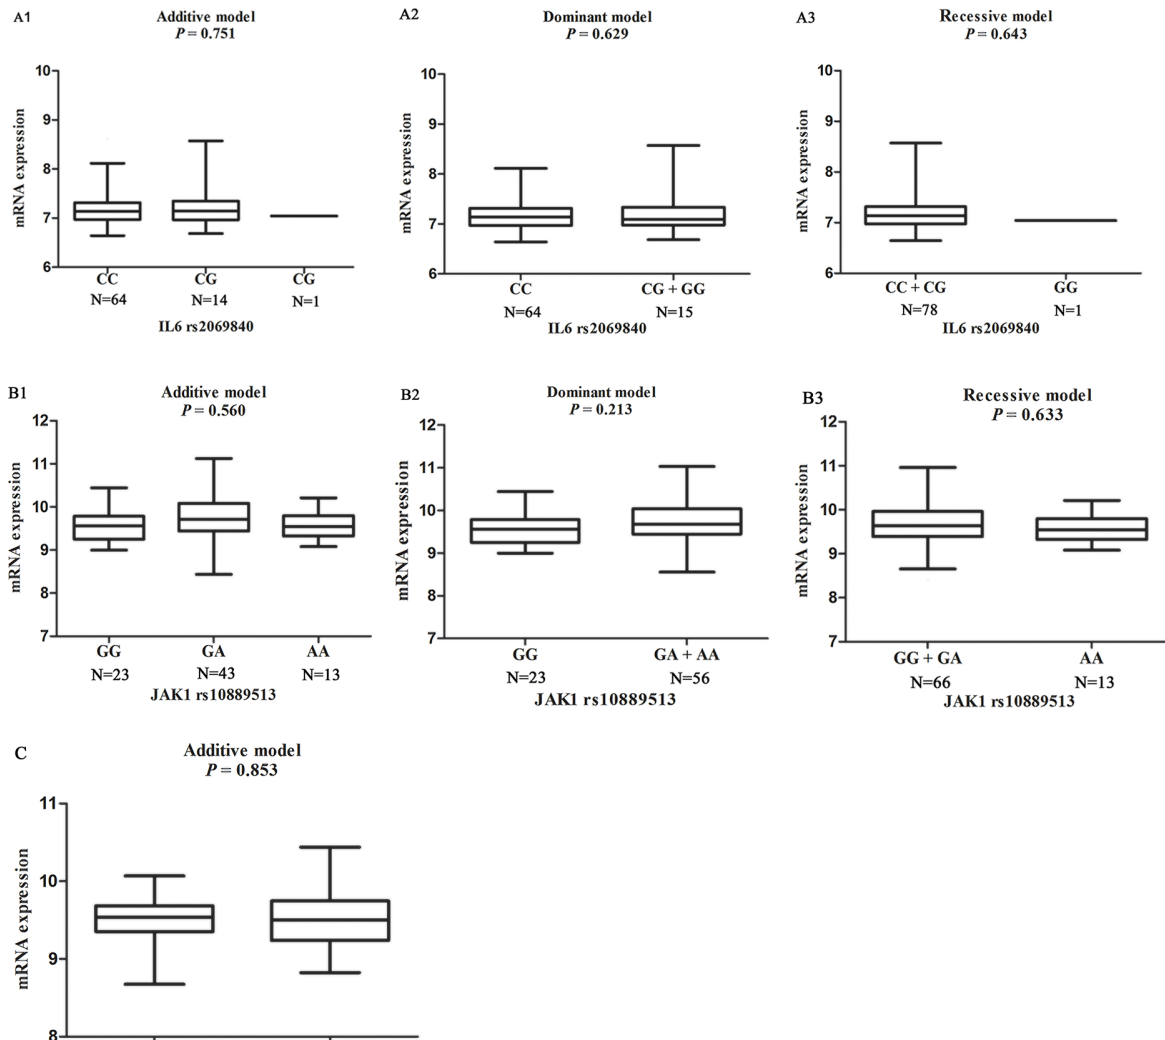 A1
Additive model
P = 0.751
mRNA expression
10
9
8
7
6
CC
CG
CG
N=64
N=14
N=1
IL6 rs2069840
A2
Dominant model
P = 0.629
mRNA expression
10
9
8
7
6
CC
CG + GG
N=64
N=15
IL6 rs2069840
A3
Recessive model
P = 0.643
mRNA expression
10
9
8
7
6
CC + CG
GG
N=78
N=1
IL6 rs2069840
B1
Additive model
P = 0.560
mRNA expression
12
11
10
9
8
7
GG
GA
AA
N=23
N=43
N=13
JAK1 rs10889513
B2
Dominant model
P = 0.213
mRNA expression
12
11
10
9
8
7
GG
GA + AA
N=23
N=56
JAK1 rs10889513
B3
Recessive model
P = 0.633
mRNA expression
12
11
10
9
8
7
GG + GA
AA
N=66
N=13
JAK1 rs10889513
C
Additive model
P = 0.853
mRNA expression
11
10
9
8